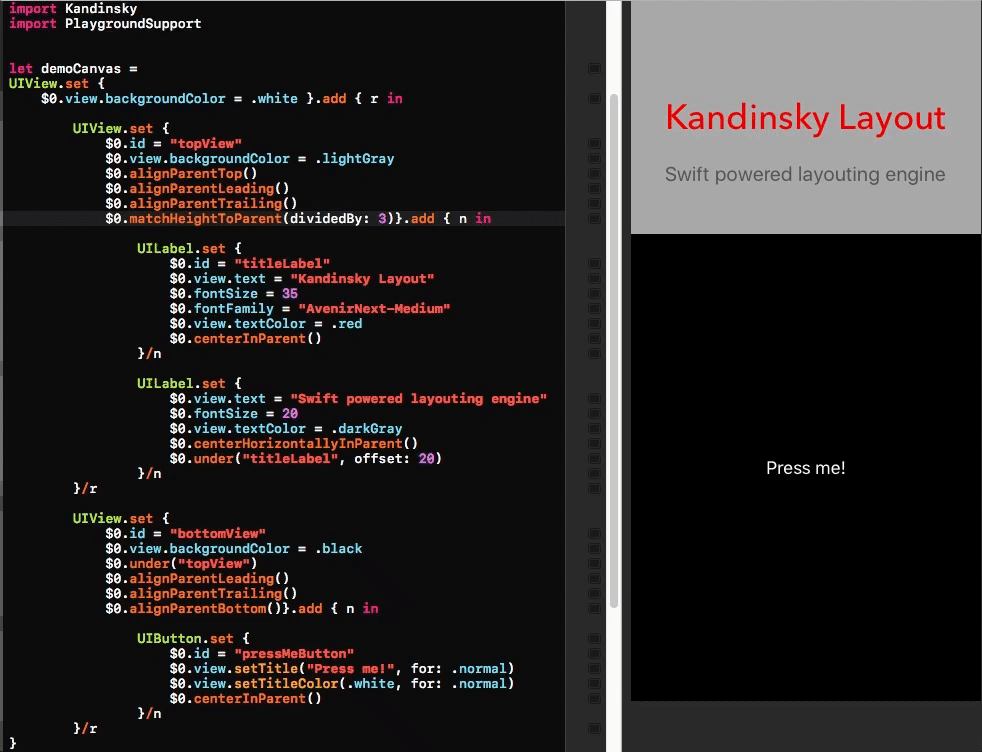 import Kandinsky
import PlaygroundSupport
let demoCanvas =
UIView.set {
$0.view.backgroundColor = .white }.add { r in
UIView.set {
$0.id = "topView"
$0.view.backgroundColor = .lightGray
$0.alignParentTop()
$0.alignParentLeading()
$0.alignParentTrailing()
$0.matchHeightToParent(dividedBy: 3)}.add { n in
UILabel.set {
$0.id = "titleLabel"
$0.view.text = "Kandinsky Layout"
$0.fontSize = 35
$0.fontFamily = "AvenirNext-Medium"
$0.view.textColor = .red
$0.centerInParent()
}/n
UILabel.set {
$0.view.text = "Swift powered layouting engine"
$0.fontSize = 20
$0.view.textColor = .darkGray
$0.centerHorizontallyInParent()
$0.under("titleLabel", offset: 20)
}/n
}/r
UIView.set {
$0.id = "bottomView"
$0.view.backgroundColor = .black
$0.under("topView")
$0.alignParentLeading()
$0.alignParentTrailing()
$0.alignParentBottom()}.add { n in
UIButton.set {
$0.id = "pressMeButton"
$0.view.setTitle("Press me!", for: .normal)
$0.view.setTitleColor(.white, for: .normal)
$0.centerInParent()
}/n
}/r
}
Kandinsky Layout
Swift powered layouting engine
Press me!